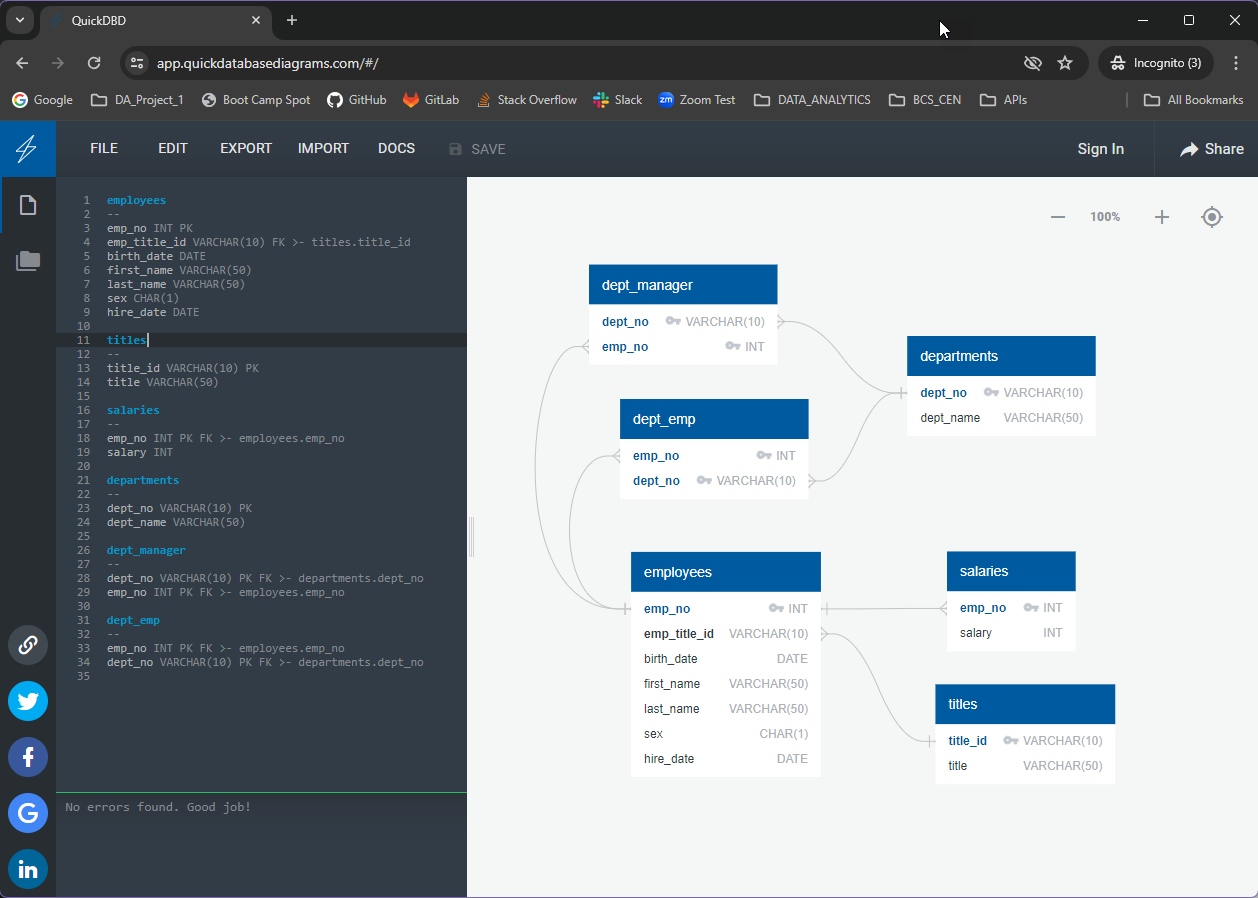 QuickDBD
app.quickdatabasediagrams.com/#/
Incognito (3)
Google DA_Project_1 Boot Camp Spot GitHub GitLab Stack Overflow Slack zm Zoom Test DATA_ANALYTICS BCS_CEN APIs All Bookmarks
FILE EDIT EXPORT IMPORT DOCS SAVE Sign In Share
1 employees
2 --
3 emp_no INT PK
4 emp_title_id VARCHAR(10) FK >- titles.title_id
5 birth_date DATE
6 first_name VARCHAR(50)
7 last_name VARCHAR(50)
8 sex CHAR(1)
9 hire_date DATE
10
11 titles
12 --
13 title_id VARCHAR(10) PK
14 title VARCHAR(50)
15
16 salaries
17 --
18 emp_no INT PK FK >- employees.emp_no
19 salary INT
20
21 departments
22 --
23 dept_no VARCHAR(10) PK
24 dept_name VARCHAR(50)
25
26 dept_manager
27 --
28 dept_no VARCHAR(10) PK FK >- departments.dept_no
29 emp_no INT PK FK >- employees.emp_no
30
31 dept_emp
32 --
33 emp_no INT PK FK >- employees.emp_no
34 dept_no VARCHAR(10) PK FK >- departments.dept_no
35
No errors found. Good job!
100%
dept_manager
dept_no VARCHAR(10)
emp_no INT
departments
dept_no VARCHAR(10)
dept_name VARCHAR(50)
dept_emp
emp_no INT
dept_no VARCHAR(10)
employees
emp_no INT
emp_title_id VARCHAR(10)
birth_date DATE
first_name VARCHAR(50)
last_name VARCHAR(50)
sex CHAR(1)
hire_date DATE
salaries
emp_no INT
salary INT
titles
title_id VARCHAR(10)
title VARCHAR(50)
f
G
in